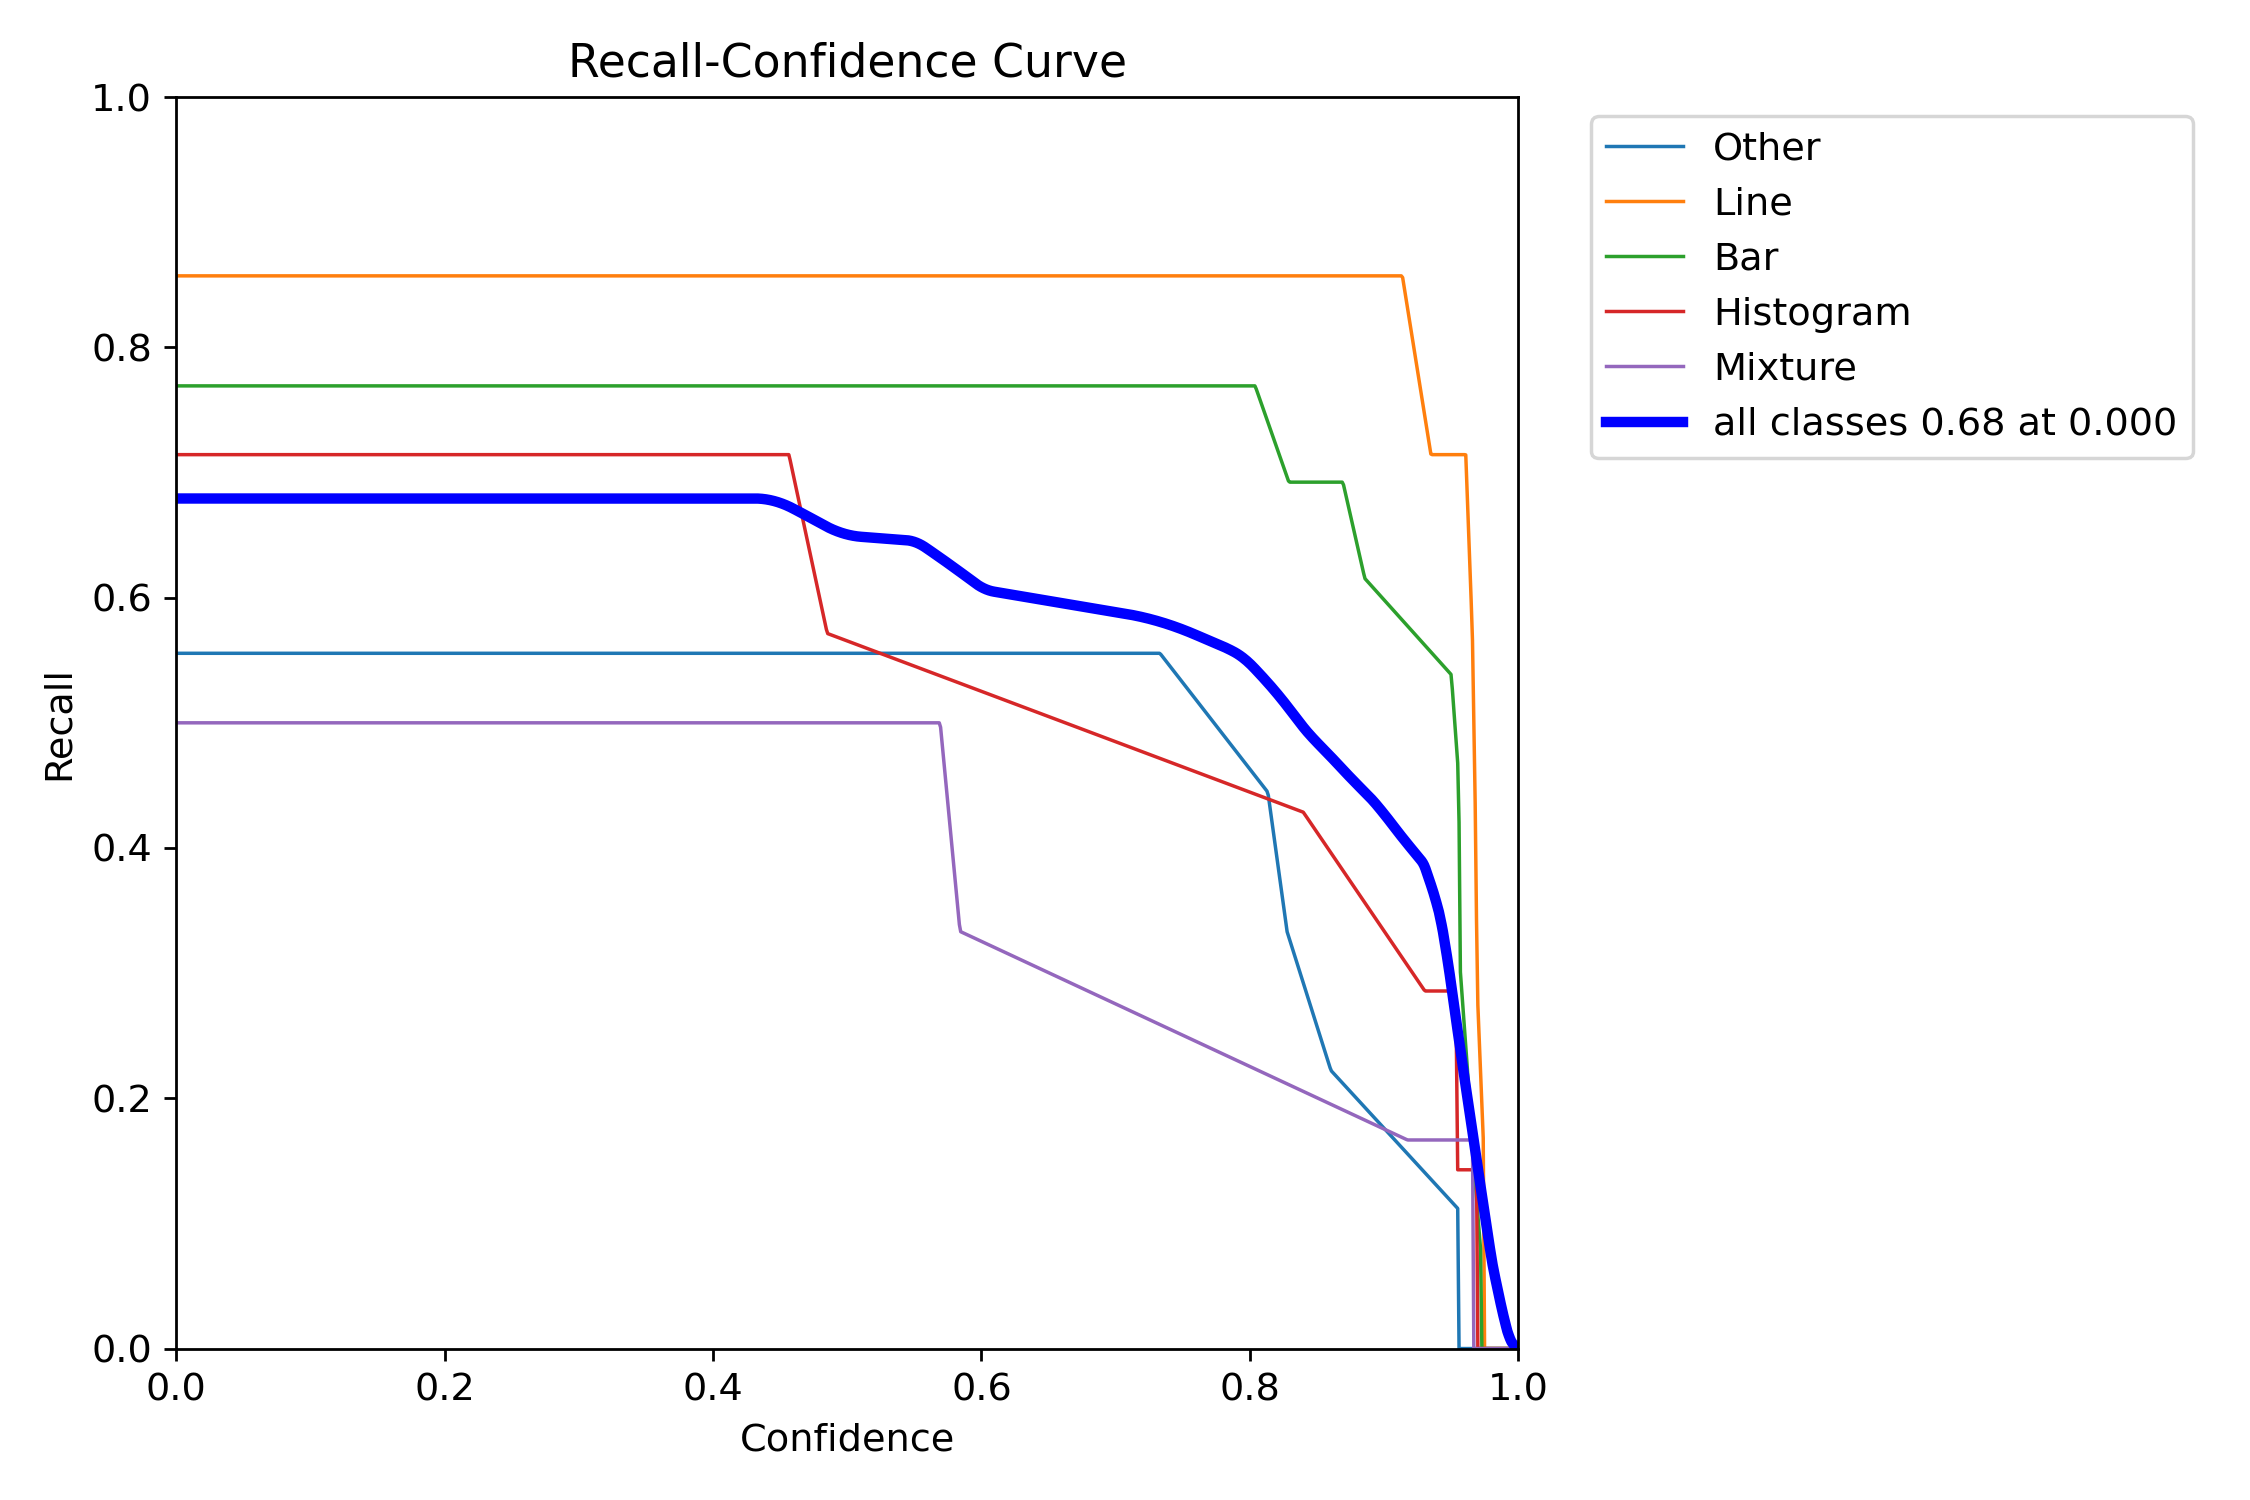 Recall-Confidence Curve
1.0
0.8
0.6
0.4
0.2
0.0
Recall
0.0 0.2 0.4 0.6 0.8 1.0
Confidence
Other
Line
Bar
Histogram
Mixture
all classes 0.68 at 0.000